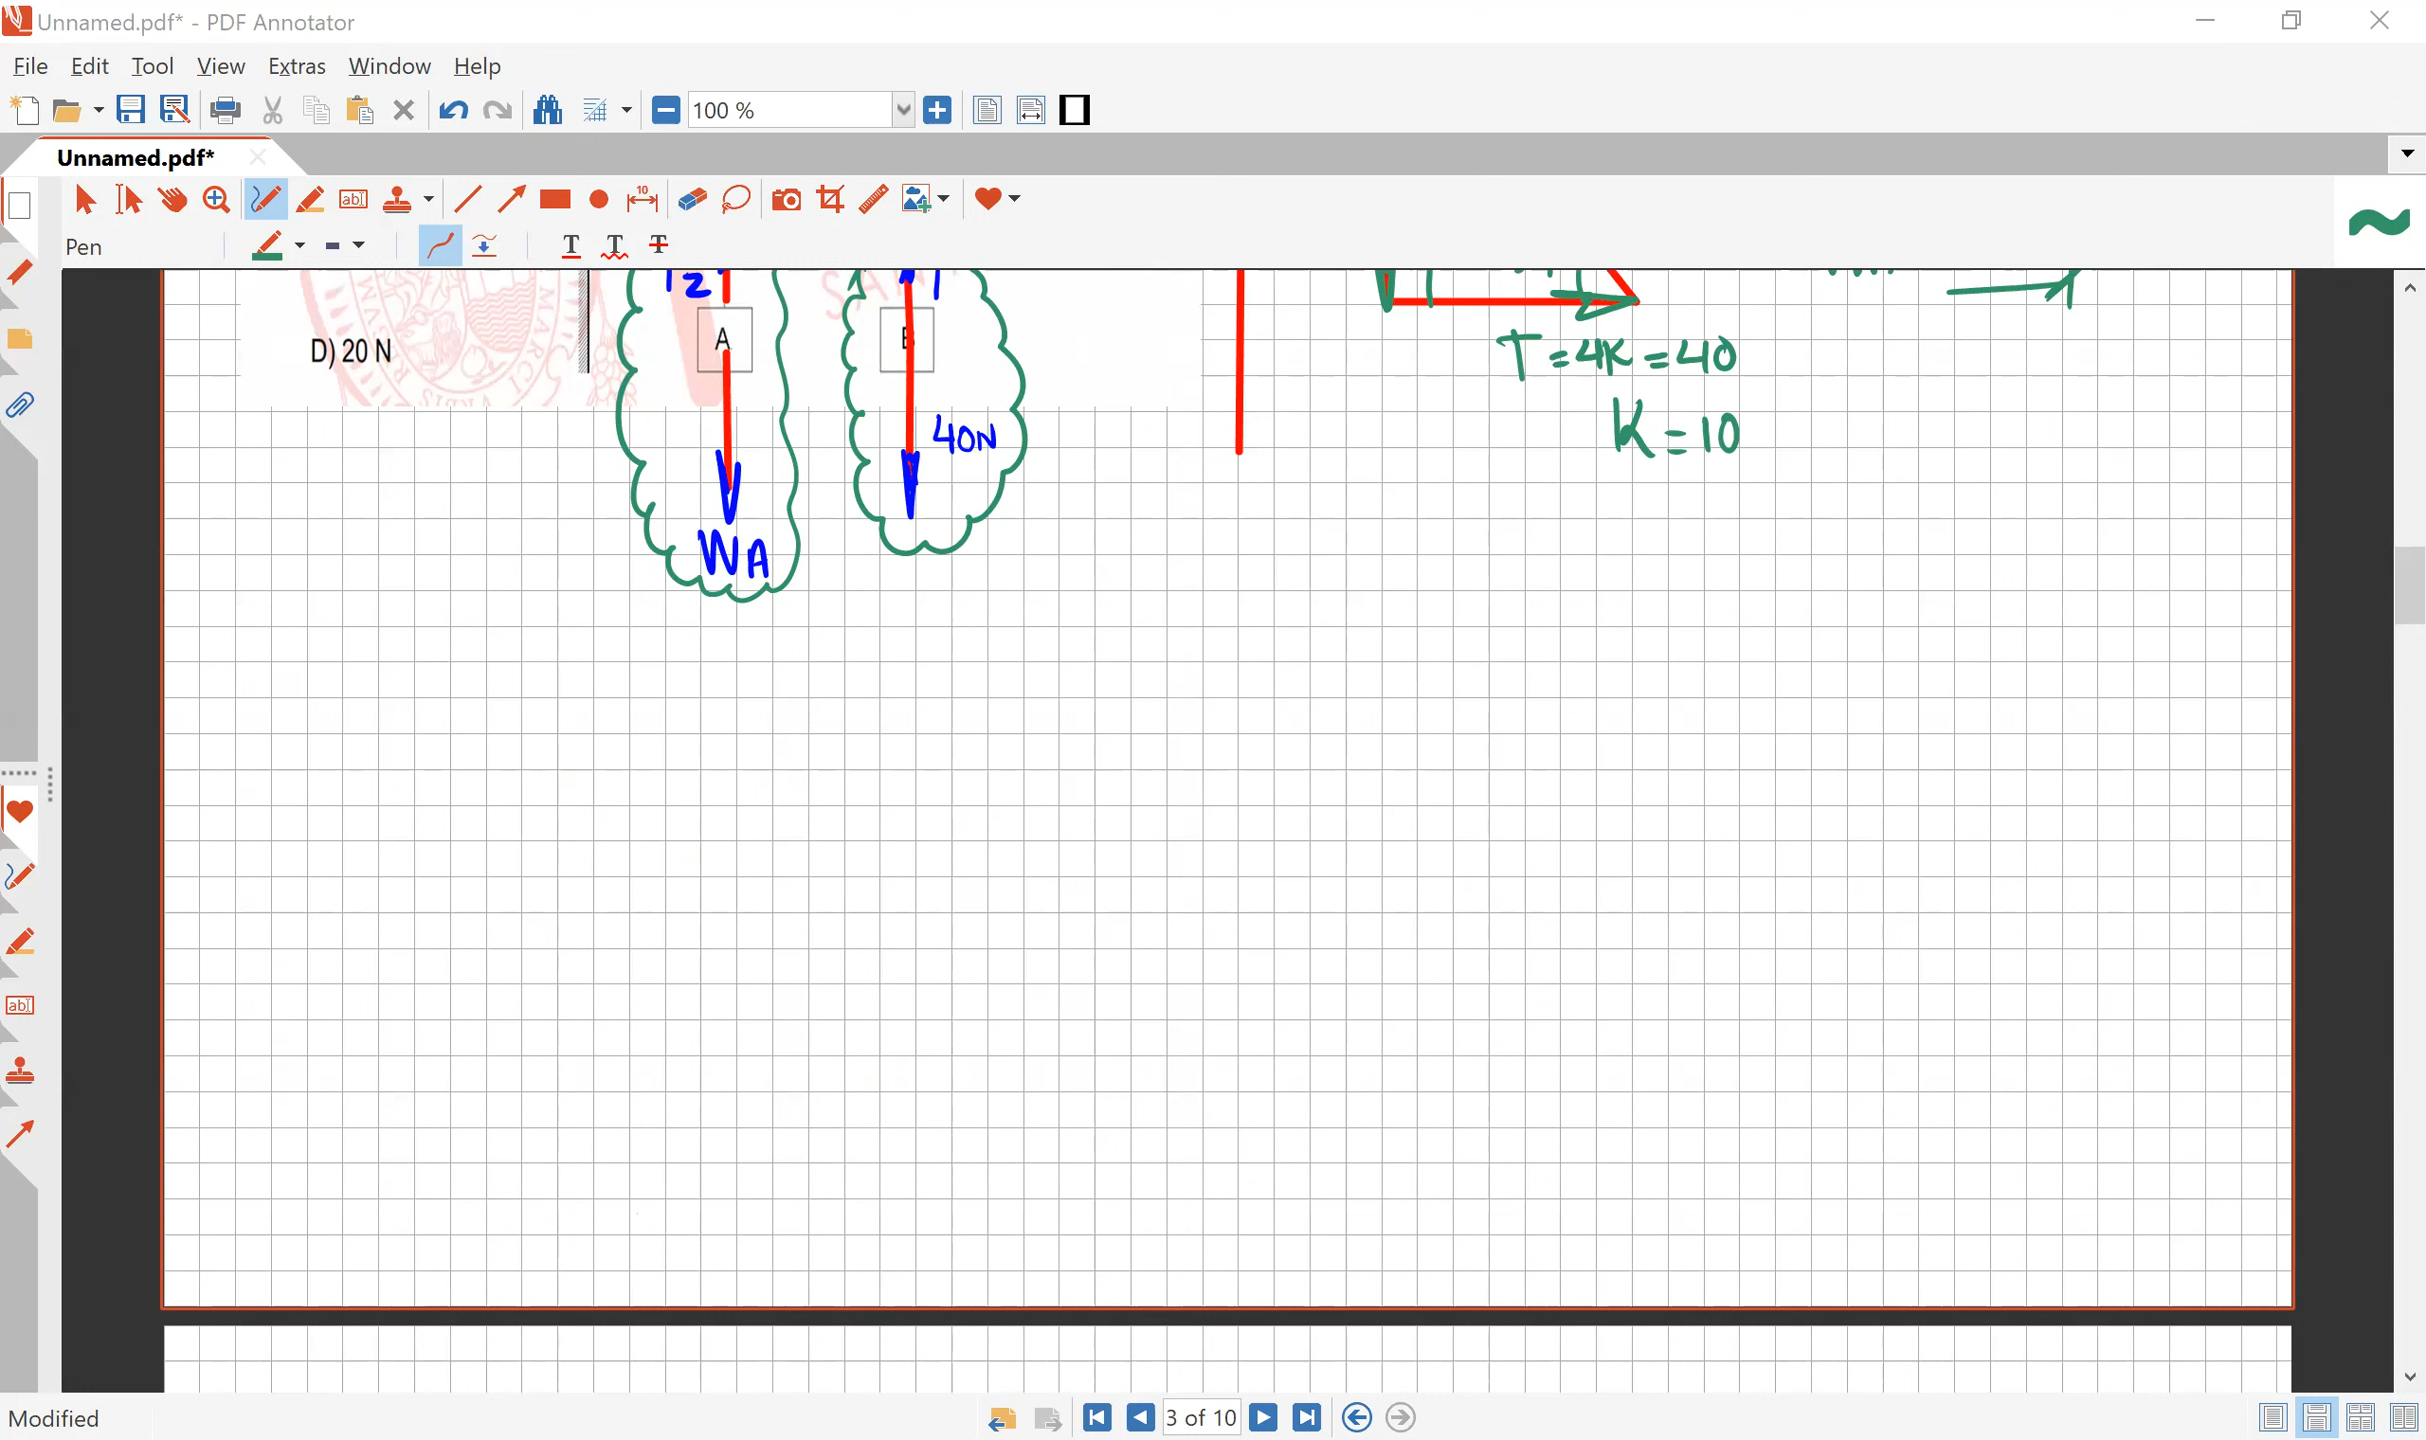 Unnamed.pdf* - PDF Annotator
File Edit Tool View Extras Window Help
100 %
Unnamed.pdf*
Pen
D) 20 N
A
B
40N
WA
T = 4K = 40
K = 10
Modified
3 of 10